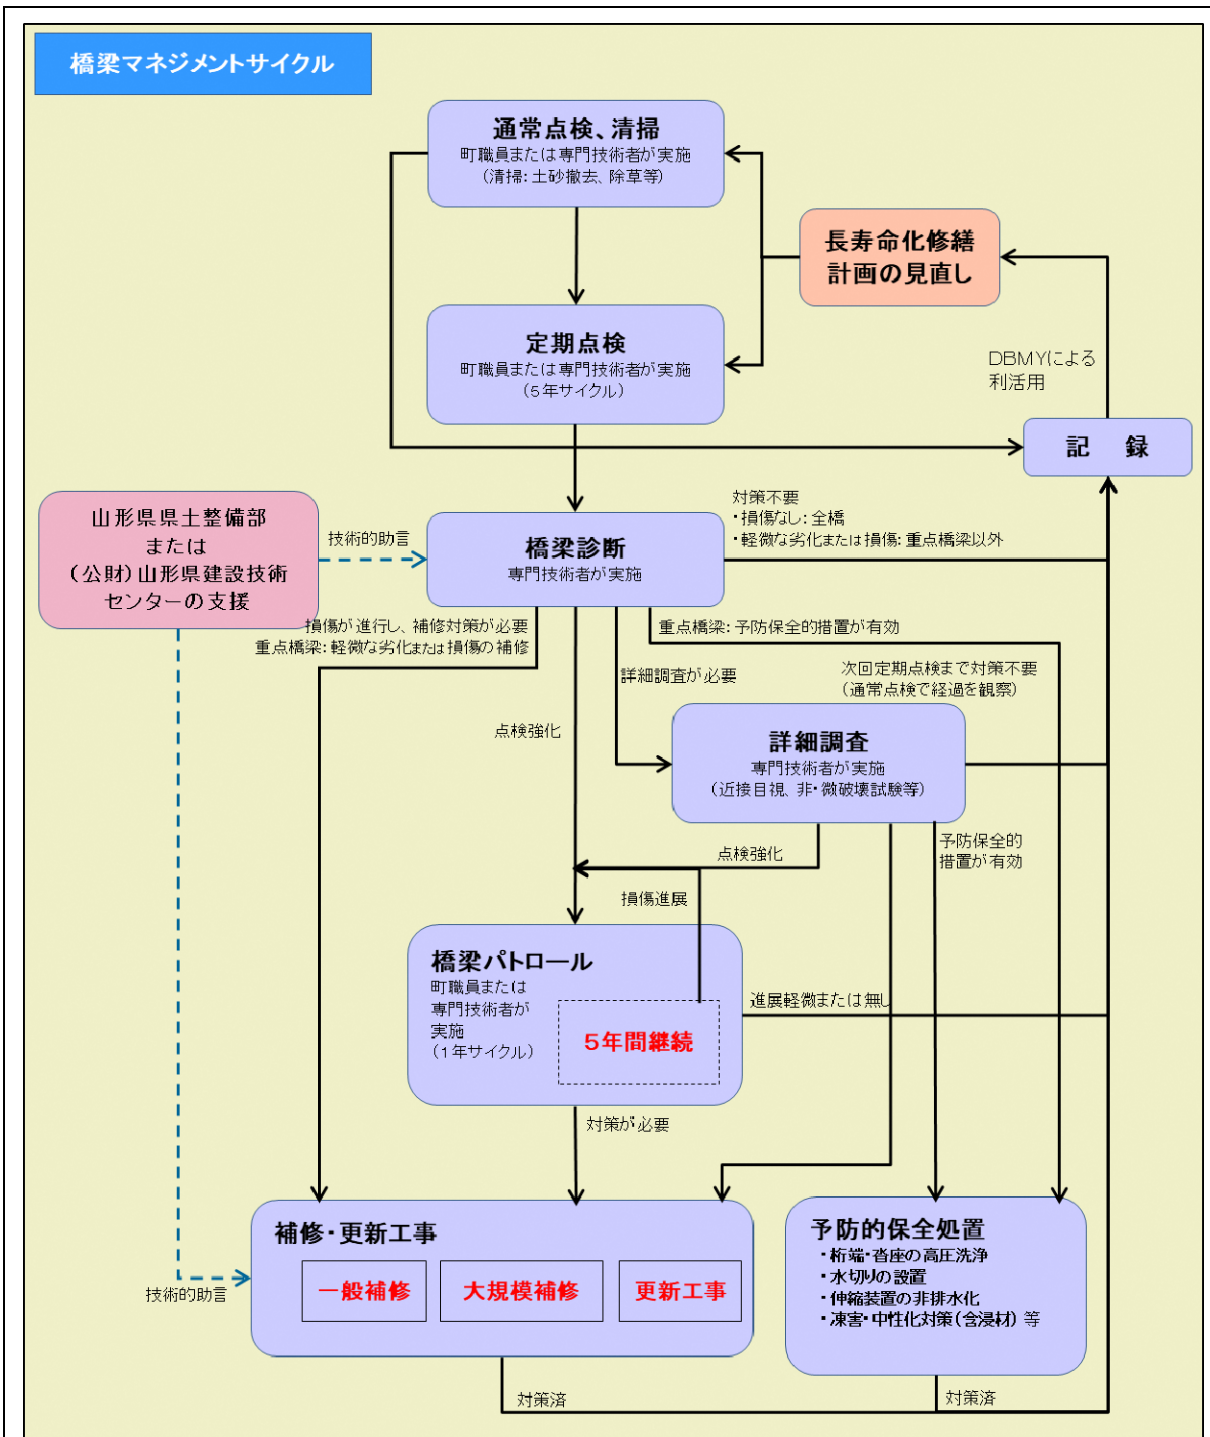 橋梁マネジメントサイクル
通常点検、清掃
町職員または専門技術者が実施
（清掃：土砂撤去、除草等）
長寿命化修繕
計画の見直し
定期点検
町職員または専門技術者が実施
（５年サイクル）
DBMYによる
利活用
記　録
山形県県土整備部
または
（公財）山形県建設技術
センターの支援
技術的助言
橋梁診断
専門技術者が実施
対策不要
・損傷なし：全橋
・軽微な劣化または損傷：重点橋梁以外
損傷が進行し、補修対策が必要
重点橋梁：軽微な劣化または損傷の補修
重点橋梁：予防保全的措置が有効
詳細調査が必要
次回定期点検まで対策不要
（通常点検で経過を観察）
点検強化
詳細調査
専門技術者が実施
（近接目視、非・微破壊試験等）
点検強化
予防保全的
措置が有効
損傷進展
橋梁パトロール
町職員または
専門技術者が
実施
（１年サイクル）
５年間継続
進展軽微または無し
対策が必要
補修・更新工事
一般補修
大規模補修
更新工事
予防的保全処置
・桁端・沓座の高圧洗浄
・水切りの設置
・伸縮装置の非排水化
・凍害・中性化対策（含浸材）等
技術的助言
対策済
対策済